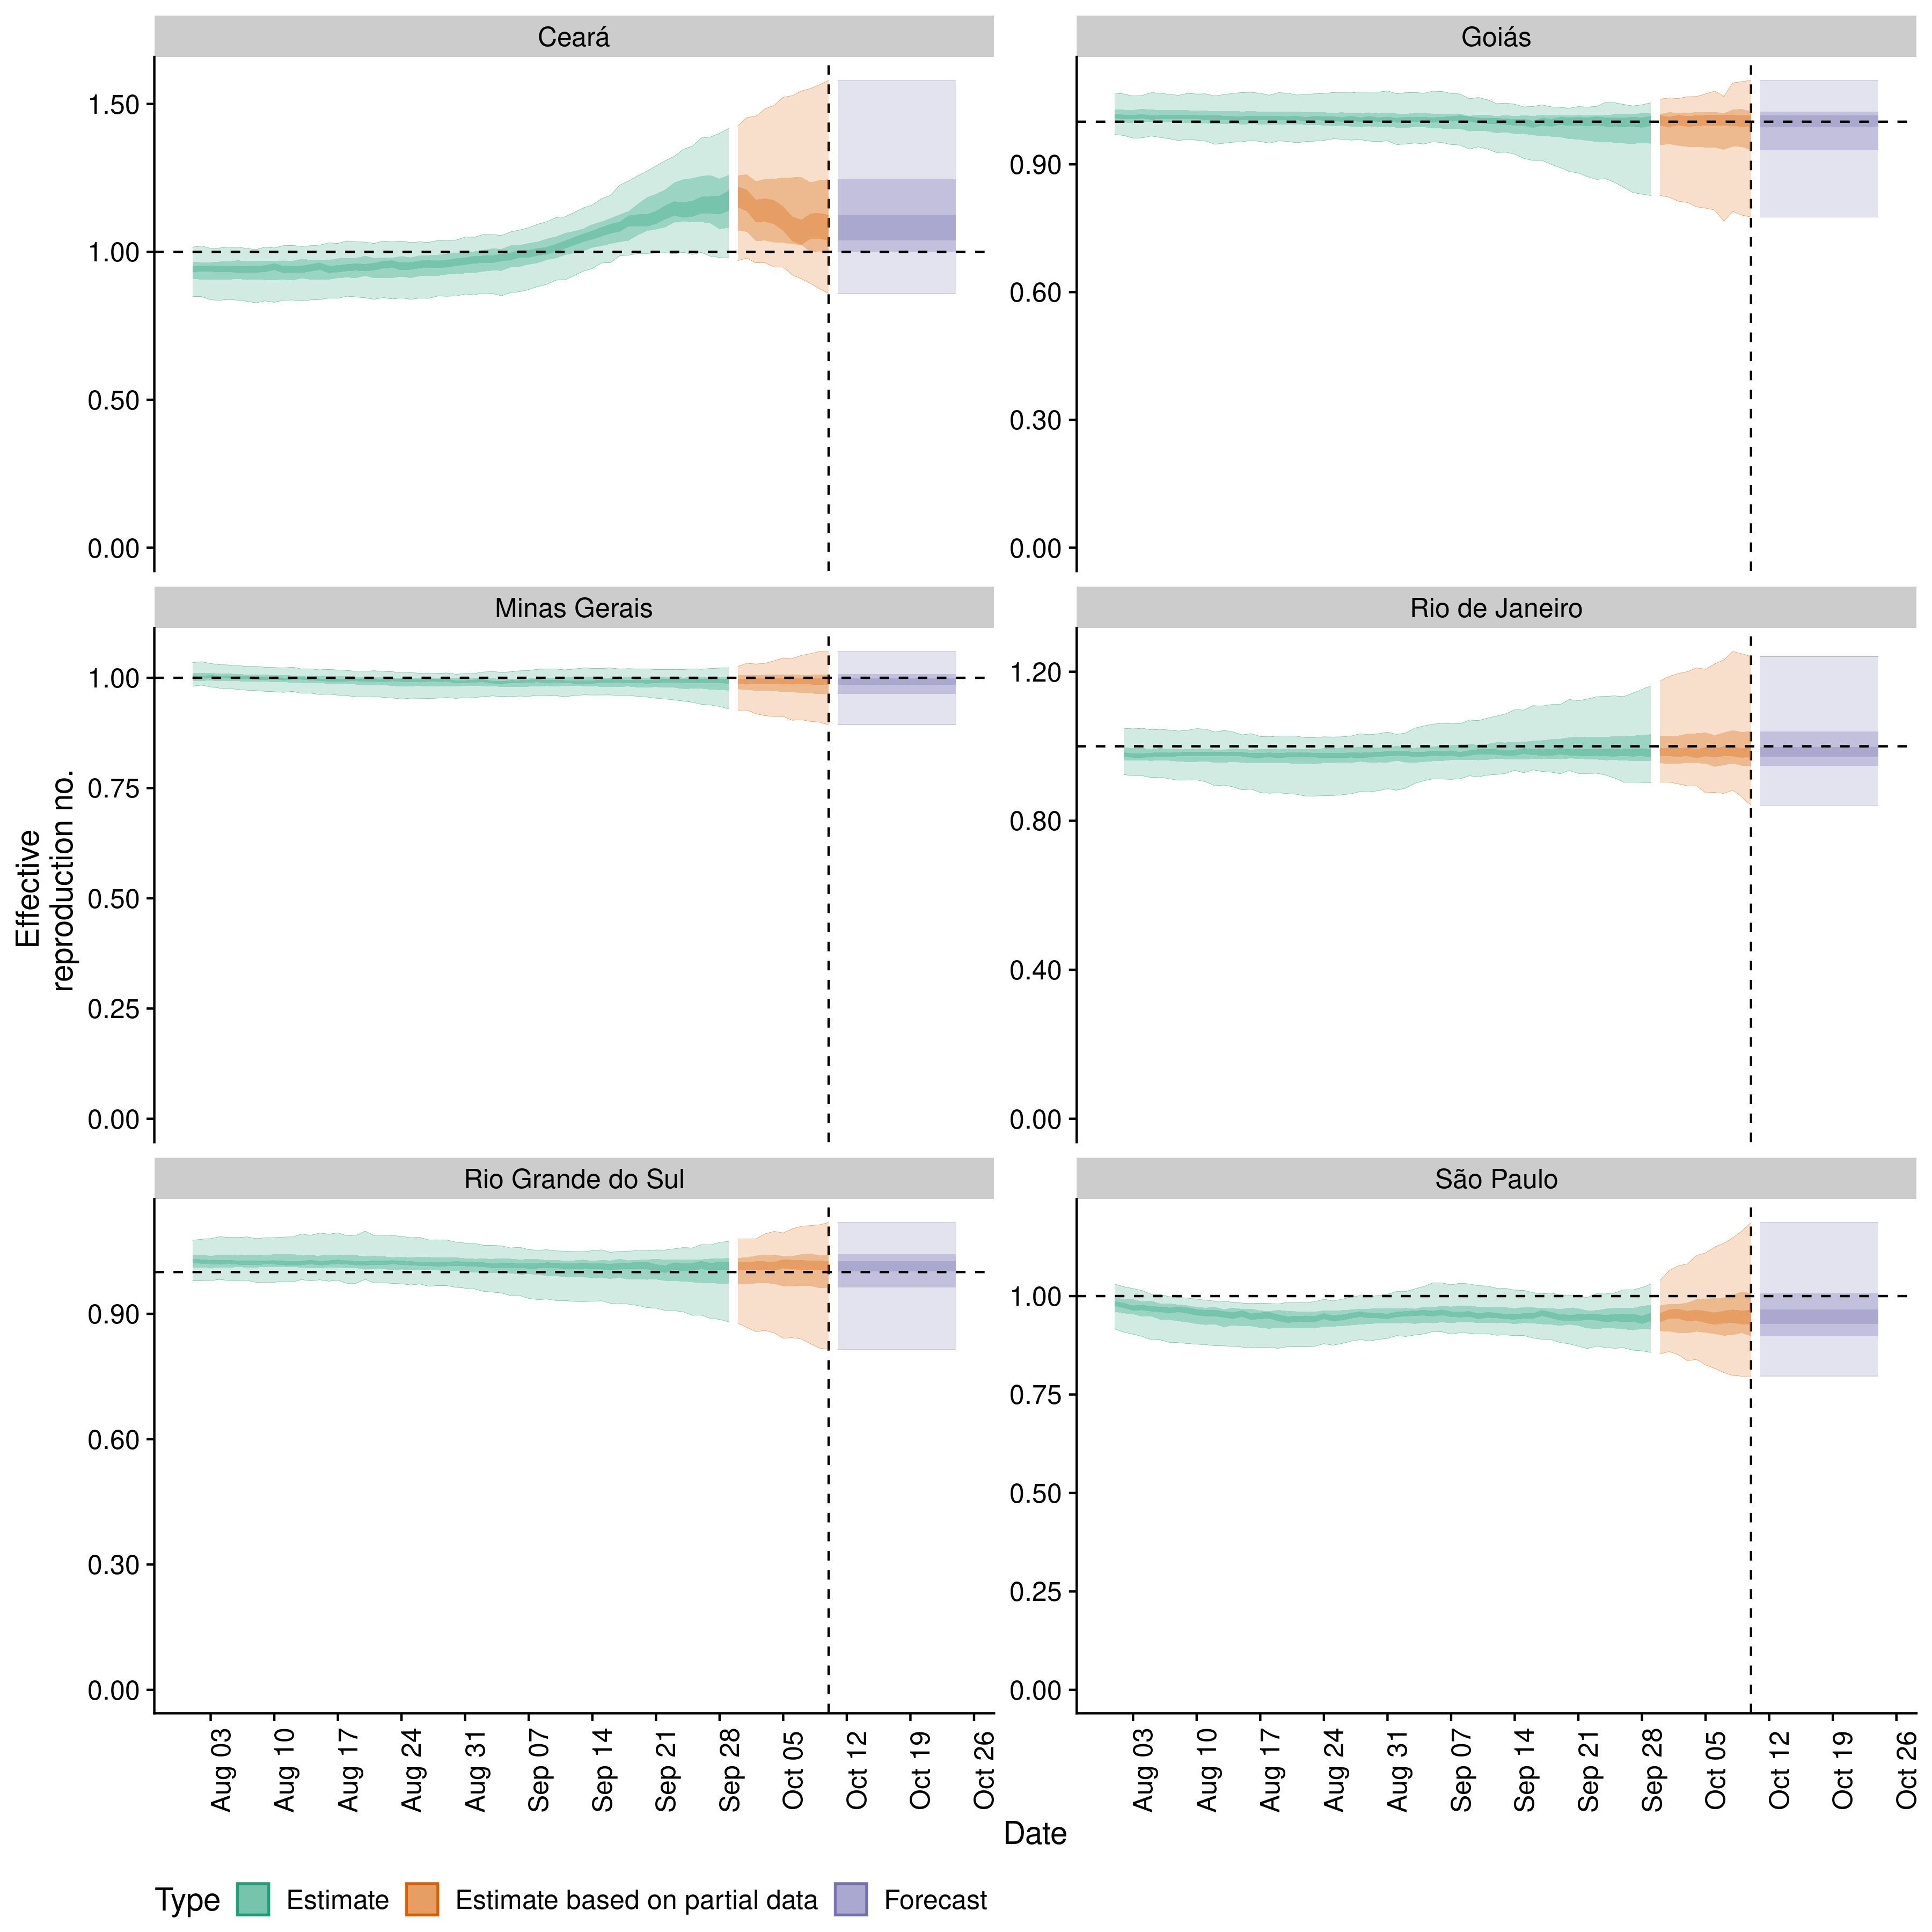 Ceará
Goiás
1.50
1.00
0.50
0.00
0.90
0.60
0.30
0.00
Minas Gerais
Rio de Janeiro
1.00
0.75
0.50
0.25
0.00
1.20
0.80
0.40
0.00
Effective
reproduction no.
Rio Grande do Sul
São Paulo
0.90
0.60
0.30
0.00
1.00
0.75
0.50
0.25
0.00
Aug 03
Aug 10
Aug 17
Aug 24
Aug 31
Sep 07
Sep 14
Sep 21
Sep 28
Oct 05
Oct 12
Oct 19
Oct 26
Aug 03
Aug 10
Aug 17
Aug 24
Aug 31
Sep 07
Sep 14
Sep 21
Sep 28
Oct 05
Oct 12
Oct 19
Oct 26
Date
Type Estimate Estimate based on partial data Forecast